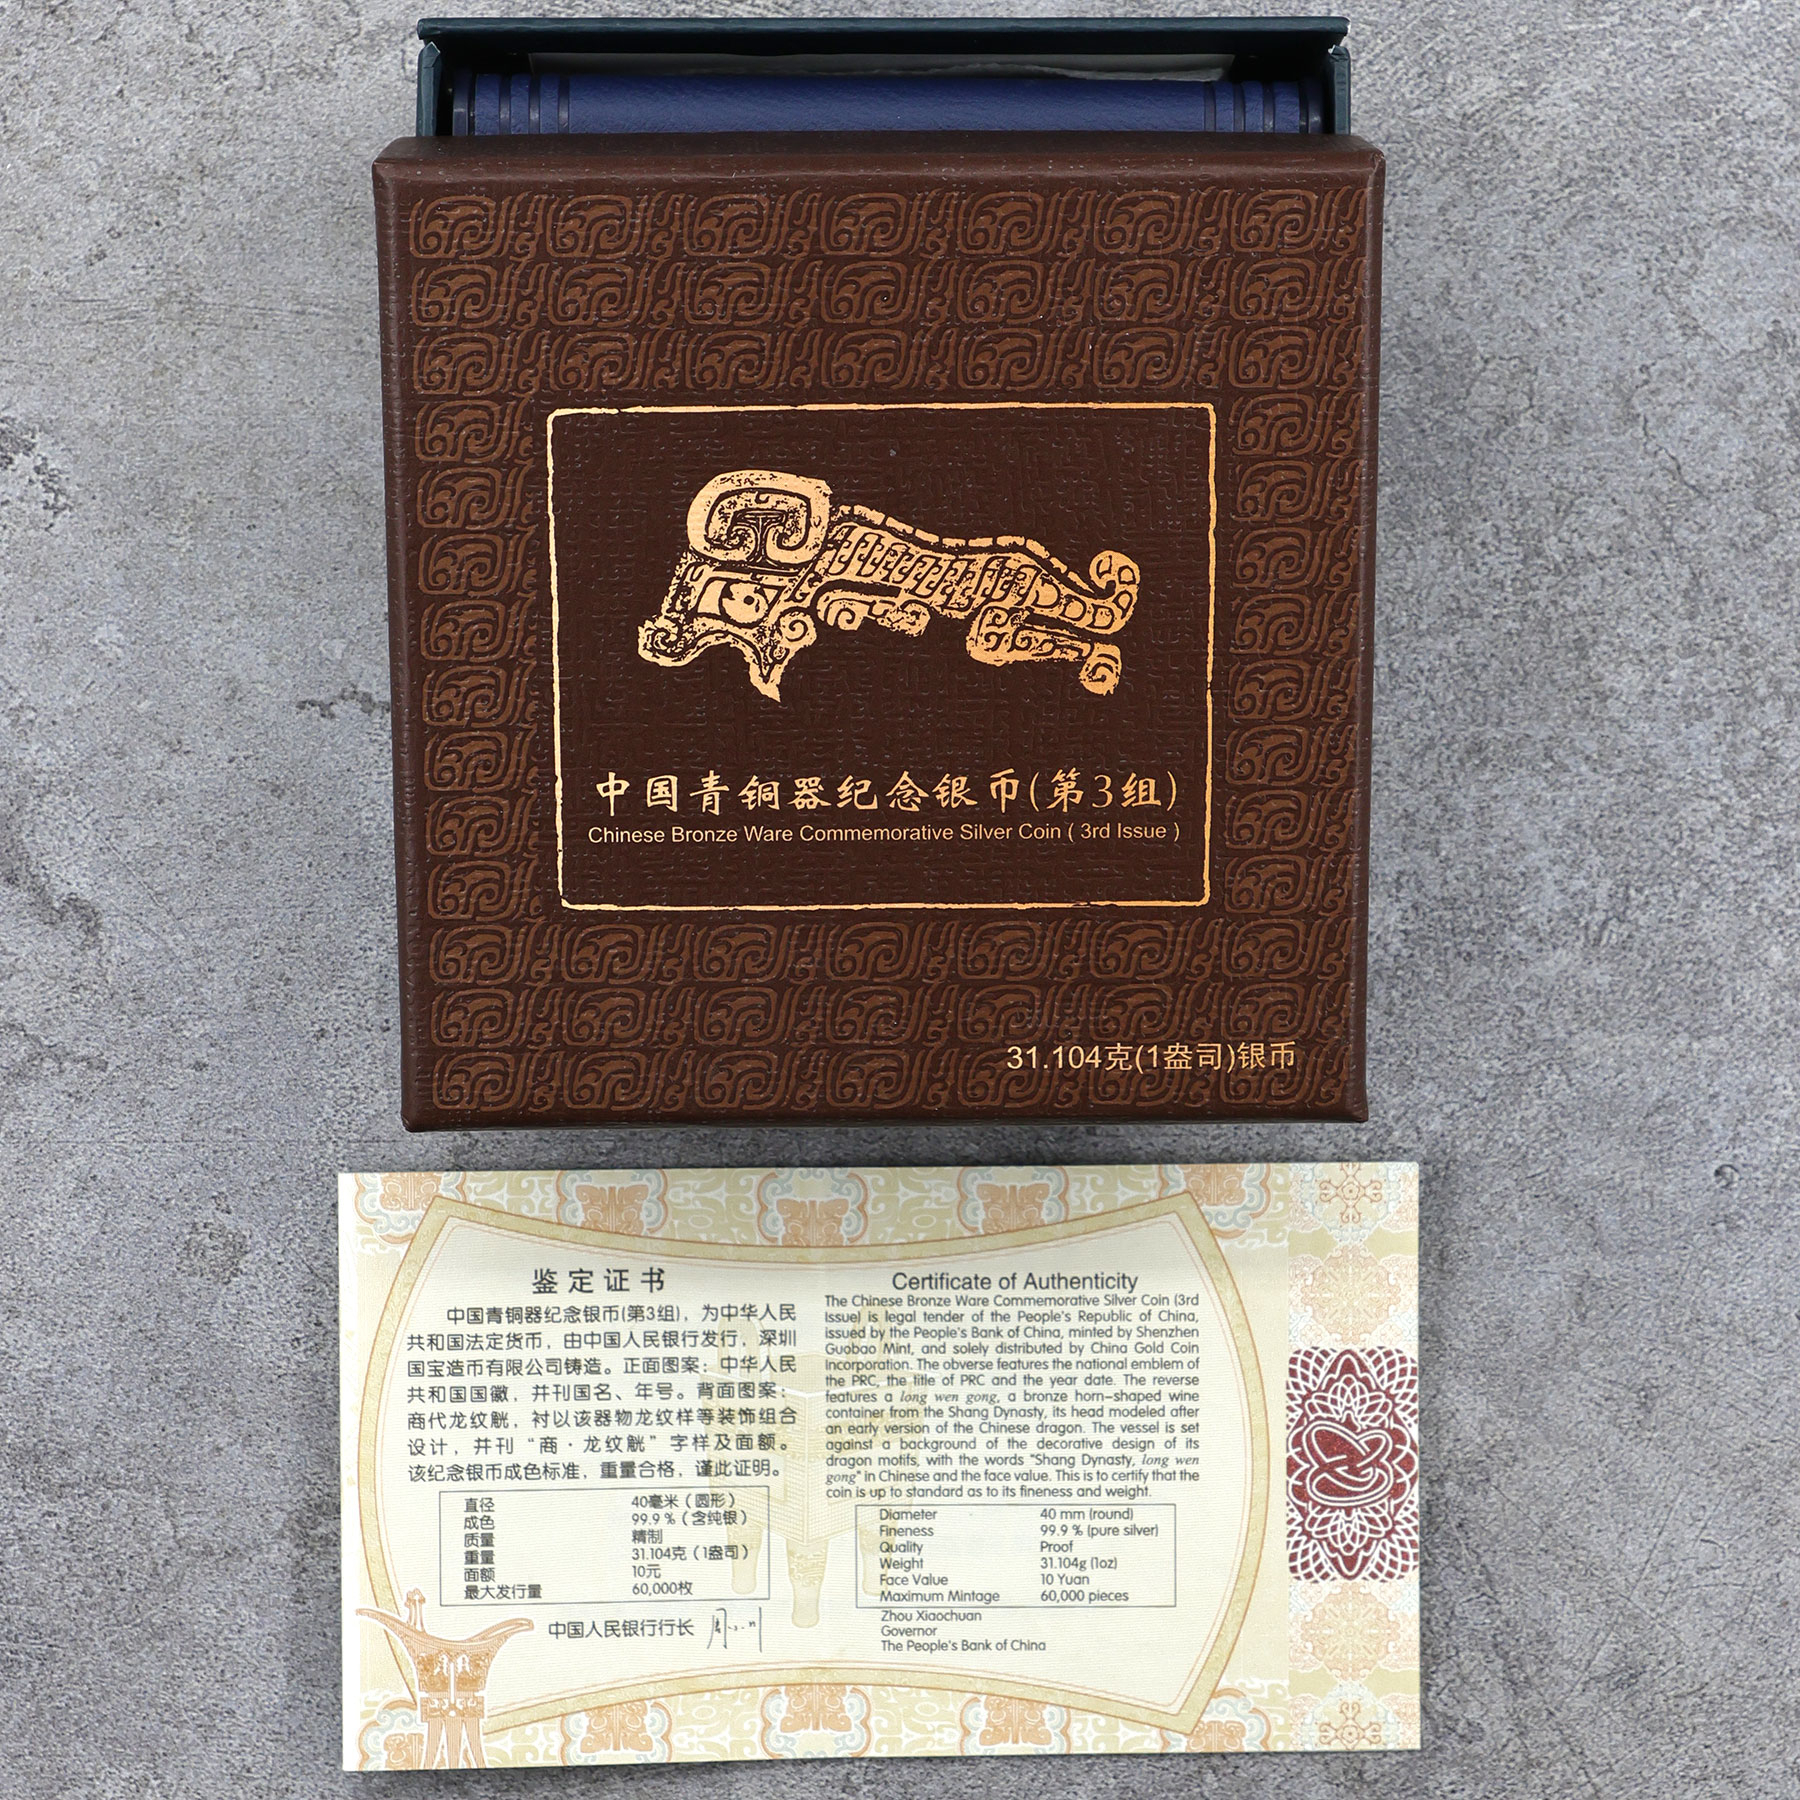 中国青铜器纪念银币(第3组)
Chinese Bronze Ware Commemorative Silver Coin ( 3rd Issue )
31.104克(1盎司)银币
鉴定证书
中国青铜器纪念银币(第3组)，为中华人民
共和国法定货币，由中国人民银行发行，深圳
国宝造币有限公司铸造。正面图案：中华人民
共和国国徽，并刊国名、年号。背面图案：
商代龙纹觥，衬以该器物龙纹样等装饰组合
设计，并刊“商·龙纹觥”字样及面额。
该纪念银币成色标准，重量合格，谨此证明。
直径 40毫米（圆形）
成色 99.9％（含纯银）
质量 精制
重量 31.104克（1盎司）
面额 10元
最大发行量 60,000枚
中国人民银行行长
Certificate of Authenticity
The Chinese Bronze Ware Commemorative Silver Coin (3rd
Issue) is legal tender of the People's Republic of China,
issued by the People's Bank of China, minted by Shenzhen
Guobao Mint, and solely distributed by China Gold Coin
Incorporation. The obverse features the national emblem of
the PRC, the title of PRC and the year date. The reverse
features a long wen gong, a bronze horn-shaped wine
container from the Shang Dynasty, its head modeled after
an early version of the Chinese dragon. The vessel is set
against a background of the decorative design of its
dragon motifs, with the words "Shang Dynasty, long wen
gong" in Chinese and the face value. This is to certify that the
coin is up to standard as to its fineness and weight.
Diameter 40 mm (round)
Fineness 99.9 % (pure silver)
Quality Proof
Weight 31.104g (1oz)
Face Value 10 Yuan
Maximum Mintage 60,000 pieces
Zhou Xiaochuan
Governor
The People's Bank of China